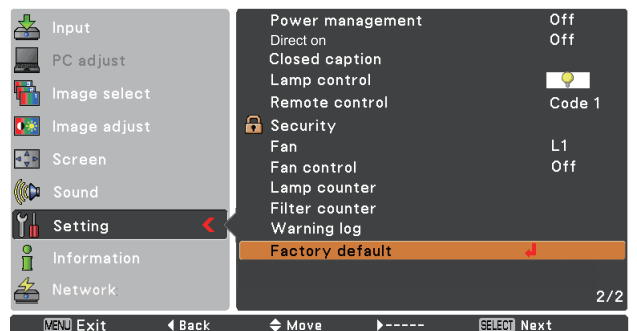 Input
PC adjust
Image select
Image adjust
Screen
Sound
Setting
Information
Network
Power management Off
Direct on Off
Closed caption
Lamp control
Remote control Code 1
Security
Fan L1
Fan control Off
Lamp counter
Filter counter
Warning log
Factory default
2/2
MENU Exit Back Move ----- SELECT Next